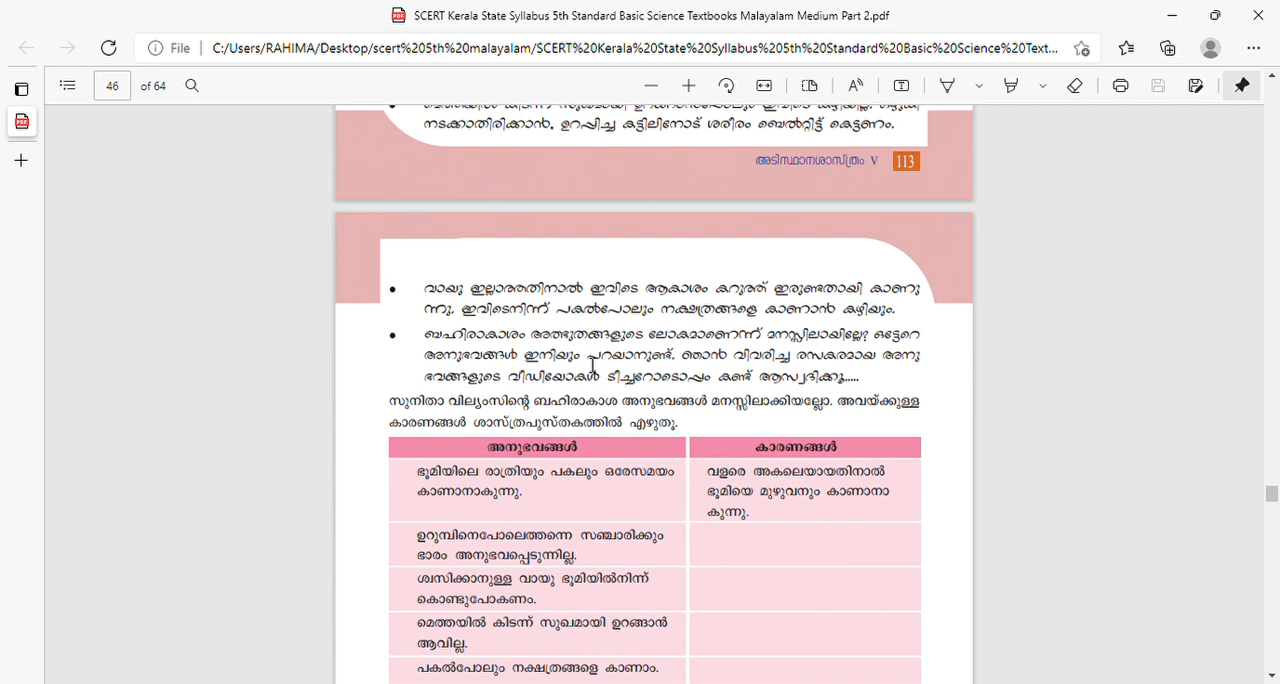 SCERT Kerala State Syllabus 5th Standard Basic Science Textbooks Malayalam Medium Part 2.pdf
File
C:/Users/RAHIMA/Desktop/scert%205th%20malayalam/SCERT%20Kerala%20State%20Syllabus%205th%20Standard%20Basic%20Science%20Text...
46 of 64
നടക്കാതിരിക്കാൻ, ഉറപ്പിച്ച കട്ടിലിനോട് ശരീരം ബെൽറ്റിട്ട് കെട്ടണം.
അടിസ്ഥാനശാസ്ത്രം V 113
• വായു ഇല്ലാത്തതിനാൽ ഇവിടെ ആകാശം കറുത്ത് ഇരുണ്ടതായി കാണു
ന്നു. ഇവിടെനിന്ന് പകൽപോലും നക്ഷത്രങ്ങളെ കാണാൻ കഴിയും.
• ബഹിരാകാശം അത്ഭുതങ്ങളുടെ ലോകമാണെന്ന് മനസ്സിലായില്ലേ? ഒട്ടേറെ
അനുഭവങ്ങൾ ഇനിയും പറയാനുണ്ട്. ഞാൻ വിവരിച്ച രസകരമായ അനു
ഭവങ്ങളുടെ വീഡിയോകൾ ടീച്ചറോടൊപ്പം കണ്ട് ആസ്വദിക്കൂ.....
സുനിതാ വില്യംസിന്റെ ബഹിരാകാശ അനുഭവങ്ങൾ മനസ്സിലാക്കിയല്ലോ. അവയ്ക്കുള്ള
കാരണങ്ങൾ ശാസ്ത്രപുസ്തകത്തിൽ എഴുതൂ.
അനുഭവങ്ങൾ കാരണങ്ങൾ
ഭൂമിയിലെ രാത്രിയും പകലും ഒരേസമയം
കാണാനാകുന്നു.
വളരെ അകലെയായതിനാൽ
ഭൂമിയെ മുഴുവനും കാണാനാ
കുന്നു.
ഉറുമ്പിനെപോലെത്തന്നെ സഞ്ചാരിക്കും
ഭാരം അനുഭവപ്പെടുന്നില്ല.
ശ്വസിക്കാനുള്ള വായു ഭൂമിയിൽനിന്ന്
കൊണ്ടുപോകണം.
മെത്തയിൽ കിടന്ന് സുഖമായി ഉറങ്ങാൻ
ആവില്ല.
പകൽപോലും നക്ഷത്രങ്ങളെ കാണാം.